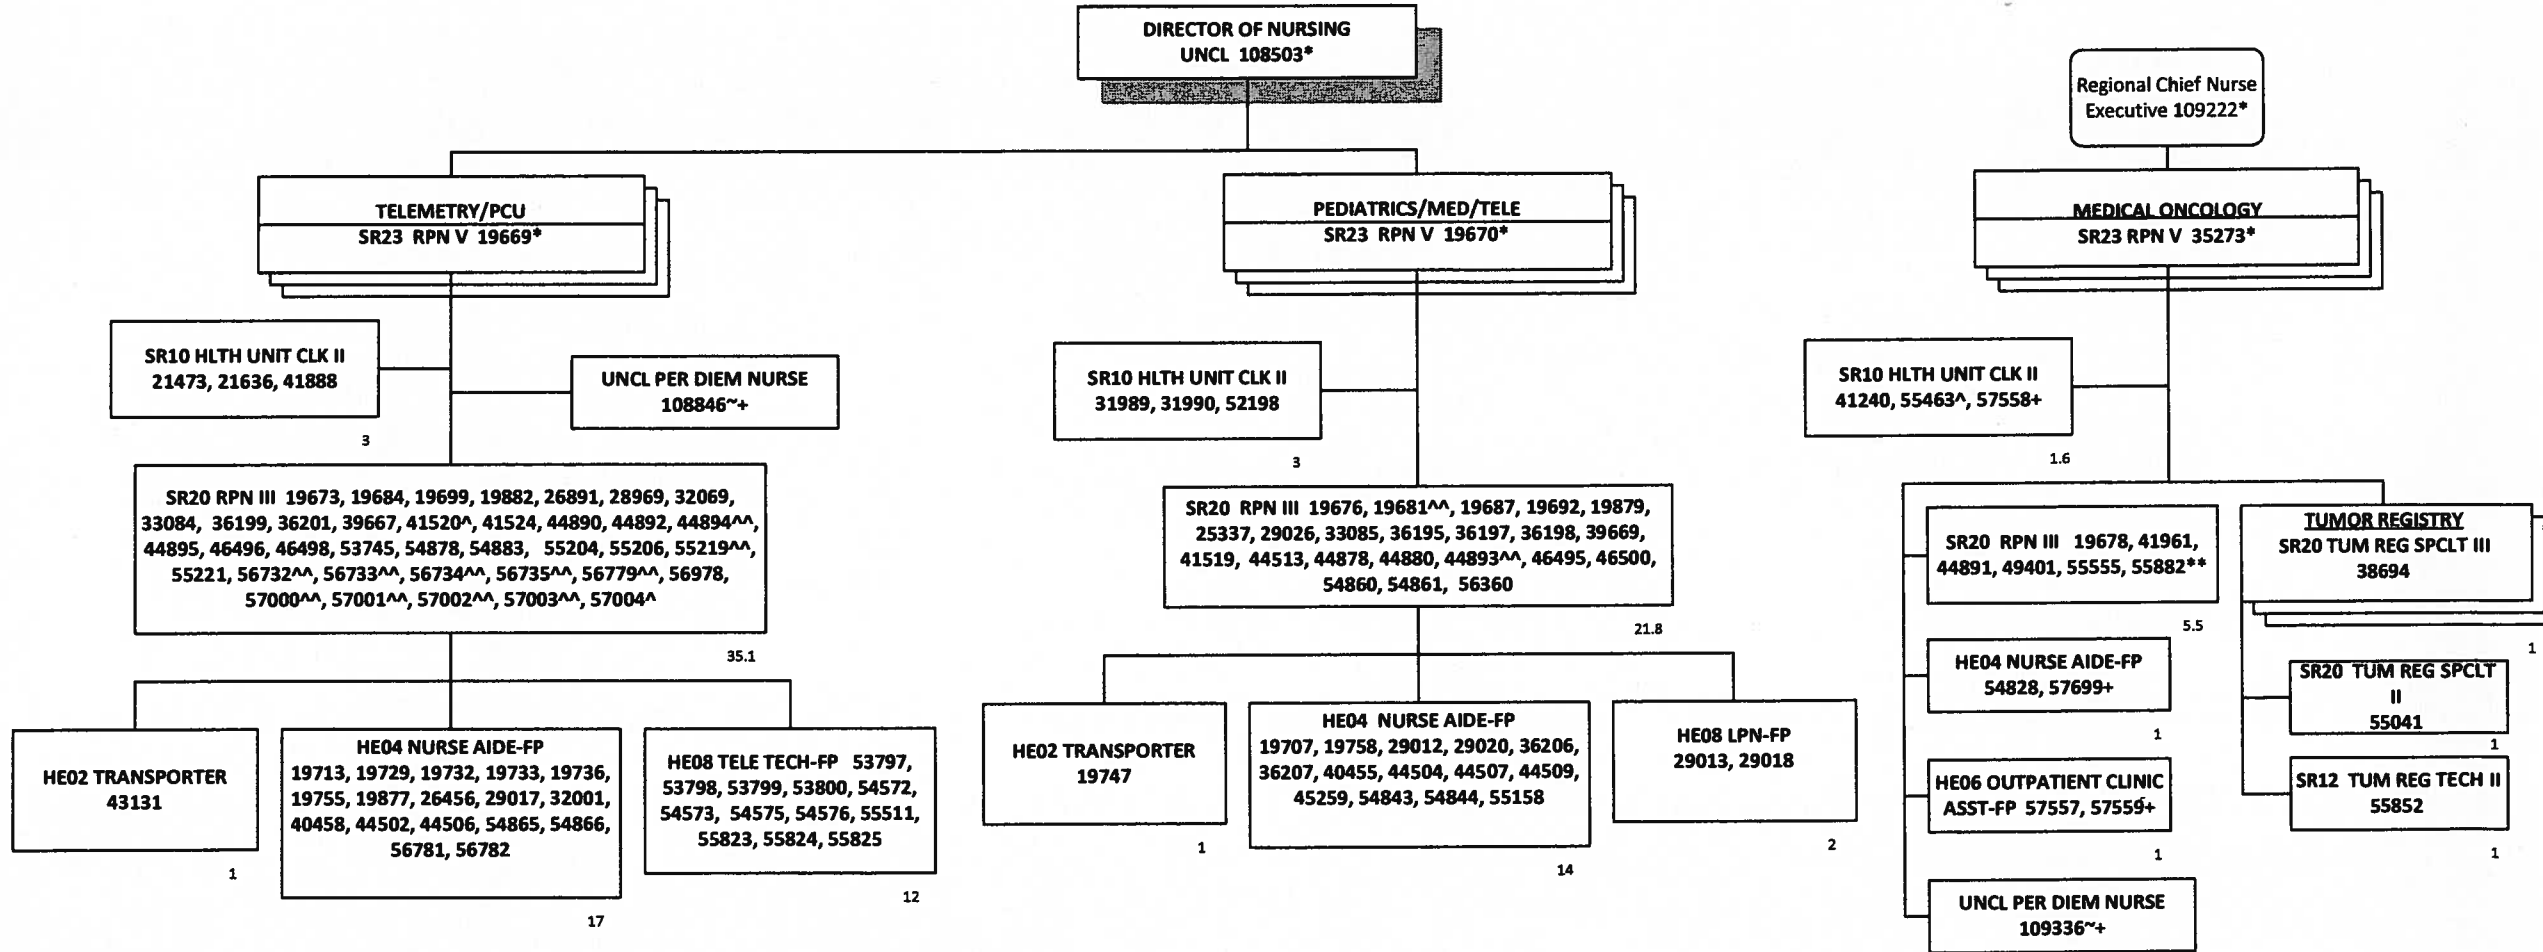 DIRECTOR OF NURSING
UNCL 108503*
Regional Chief Nurse
Executive 109222*
TELEMETRY/PCU
SR23 RPN V 19669*
PEDIATRICS/MED/TELE
SR23 RPN V 19670*
MEDICAL ONCOLOGY
SR23 RPN V 35273*
SR10 HLTH UNIT CLK II
21473, 21636, 41888
3
UNCL PER DIEM NURSE
108846~+
SR10 HLTH UNIT CLK II
31989, 31990, 52198
3
SR10 HLTH UNIT CLK II
41240, 55463^, 57558+
1.6
SR20 RPN III 19673, 19684, 19699, 19882, 26891, 28969, 32069,
33084, 36199, 36201, 39667, 41520^, 41524, 44890, 44892, 44894^^,
44895, 46496, 46498, 53745, 54878, 54883, 55204, 55206, 55219^^,
55221, 56732^^, 56733^^, 56734^^, 56735^^, 56779^^, 56978,
57000^^, 57001^^, 57002^^, 57003^^, 57004^
35.1
SR20 RPN III 19676, 19681^^, 19687, 19692, 19879,
25337, 29026, 33085, 36195, 36197, 36198, 39669,
41519, 44513, 44878, 44880, 44893^^, 46495, 46500,
54860, 54861, 56360
21.8
SR20 RPN III 19678, 41961,
44891, 49401, 55555, 55882**
5.5
TUMOR REGISTRY
SR20 TUM REG SPCLT III
38694
1
HE02 TRANSPORTER
43131
1
HE04 NURSE AIDE-FP
19713, 19729, 19732, 19733, 19736,
19755, 19877, 26456, 29017, 32001,
40458, 44502, 44506, 54865, 54866,
56781, 56782
17
HE08 TELE TECH-FP 53797,
53798, 53799, 53800, 54572,
54573, 54575, 54576, 55511,
55823, 55824, 55825
12
HE02 TRANSPORTER
19747
1
HE04 NURSE AIDE-FP
19707, 19758, 29012, 29020, 36206,
36207, 40455, 44504, 44507, 44509,
45259, 54843, 54844, 55158
14
HE08 LPN-FP
29013, 29018
2
HE04 NURSE AIDE-FP
54828, 57699+
1
SR20 TUM REG SPCLT
II
55041
1
HE06 OUTPATIENT CLINIC
ASST-FP 57557, 57559+
1
SR12 TUM REG TECH II
55852
1
UNCL PER DIEM NURSE
109336~+